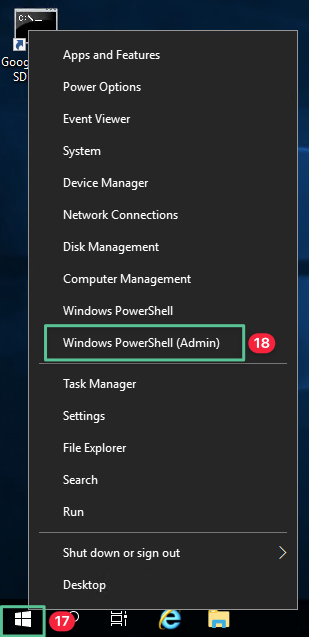 C:\
Goog
SD
Apps and Features
Power Options
Event Viewer
System
Device Manager
Network Connections
Disk Management
Computer Management
Windows PowerShell
Windows PowerShell (Admin) 18
Task Manager
Settings
File Explorer
Search
Run
Shut down or sign out
Desktop
17